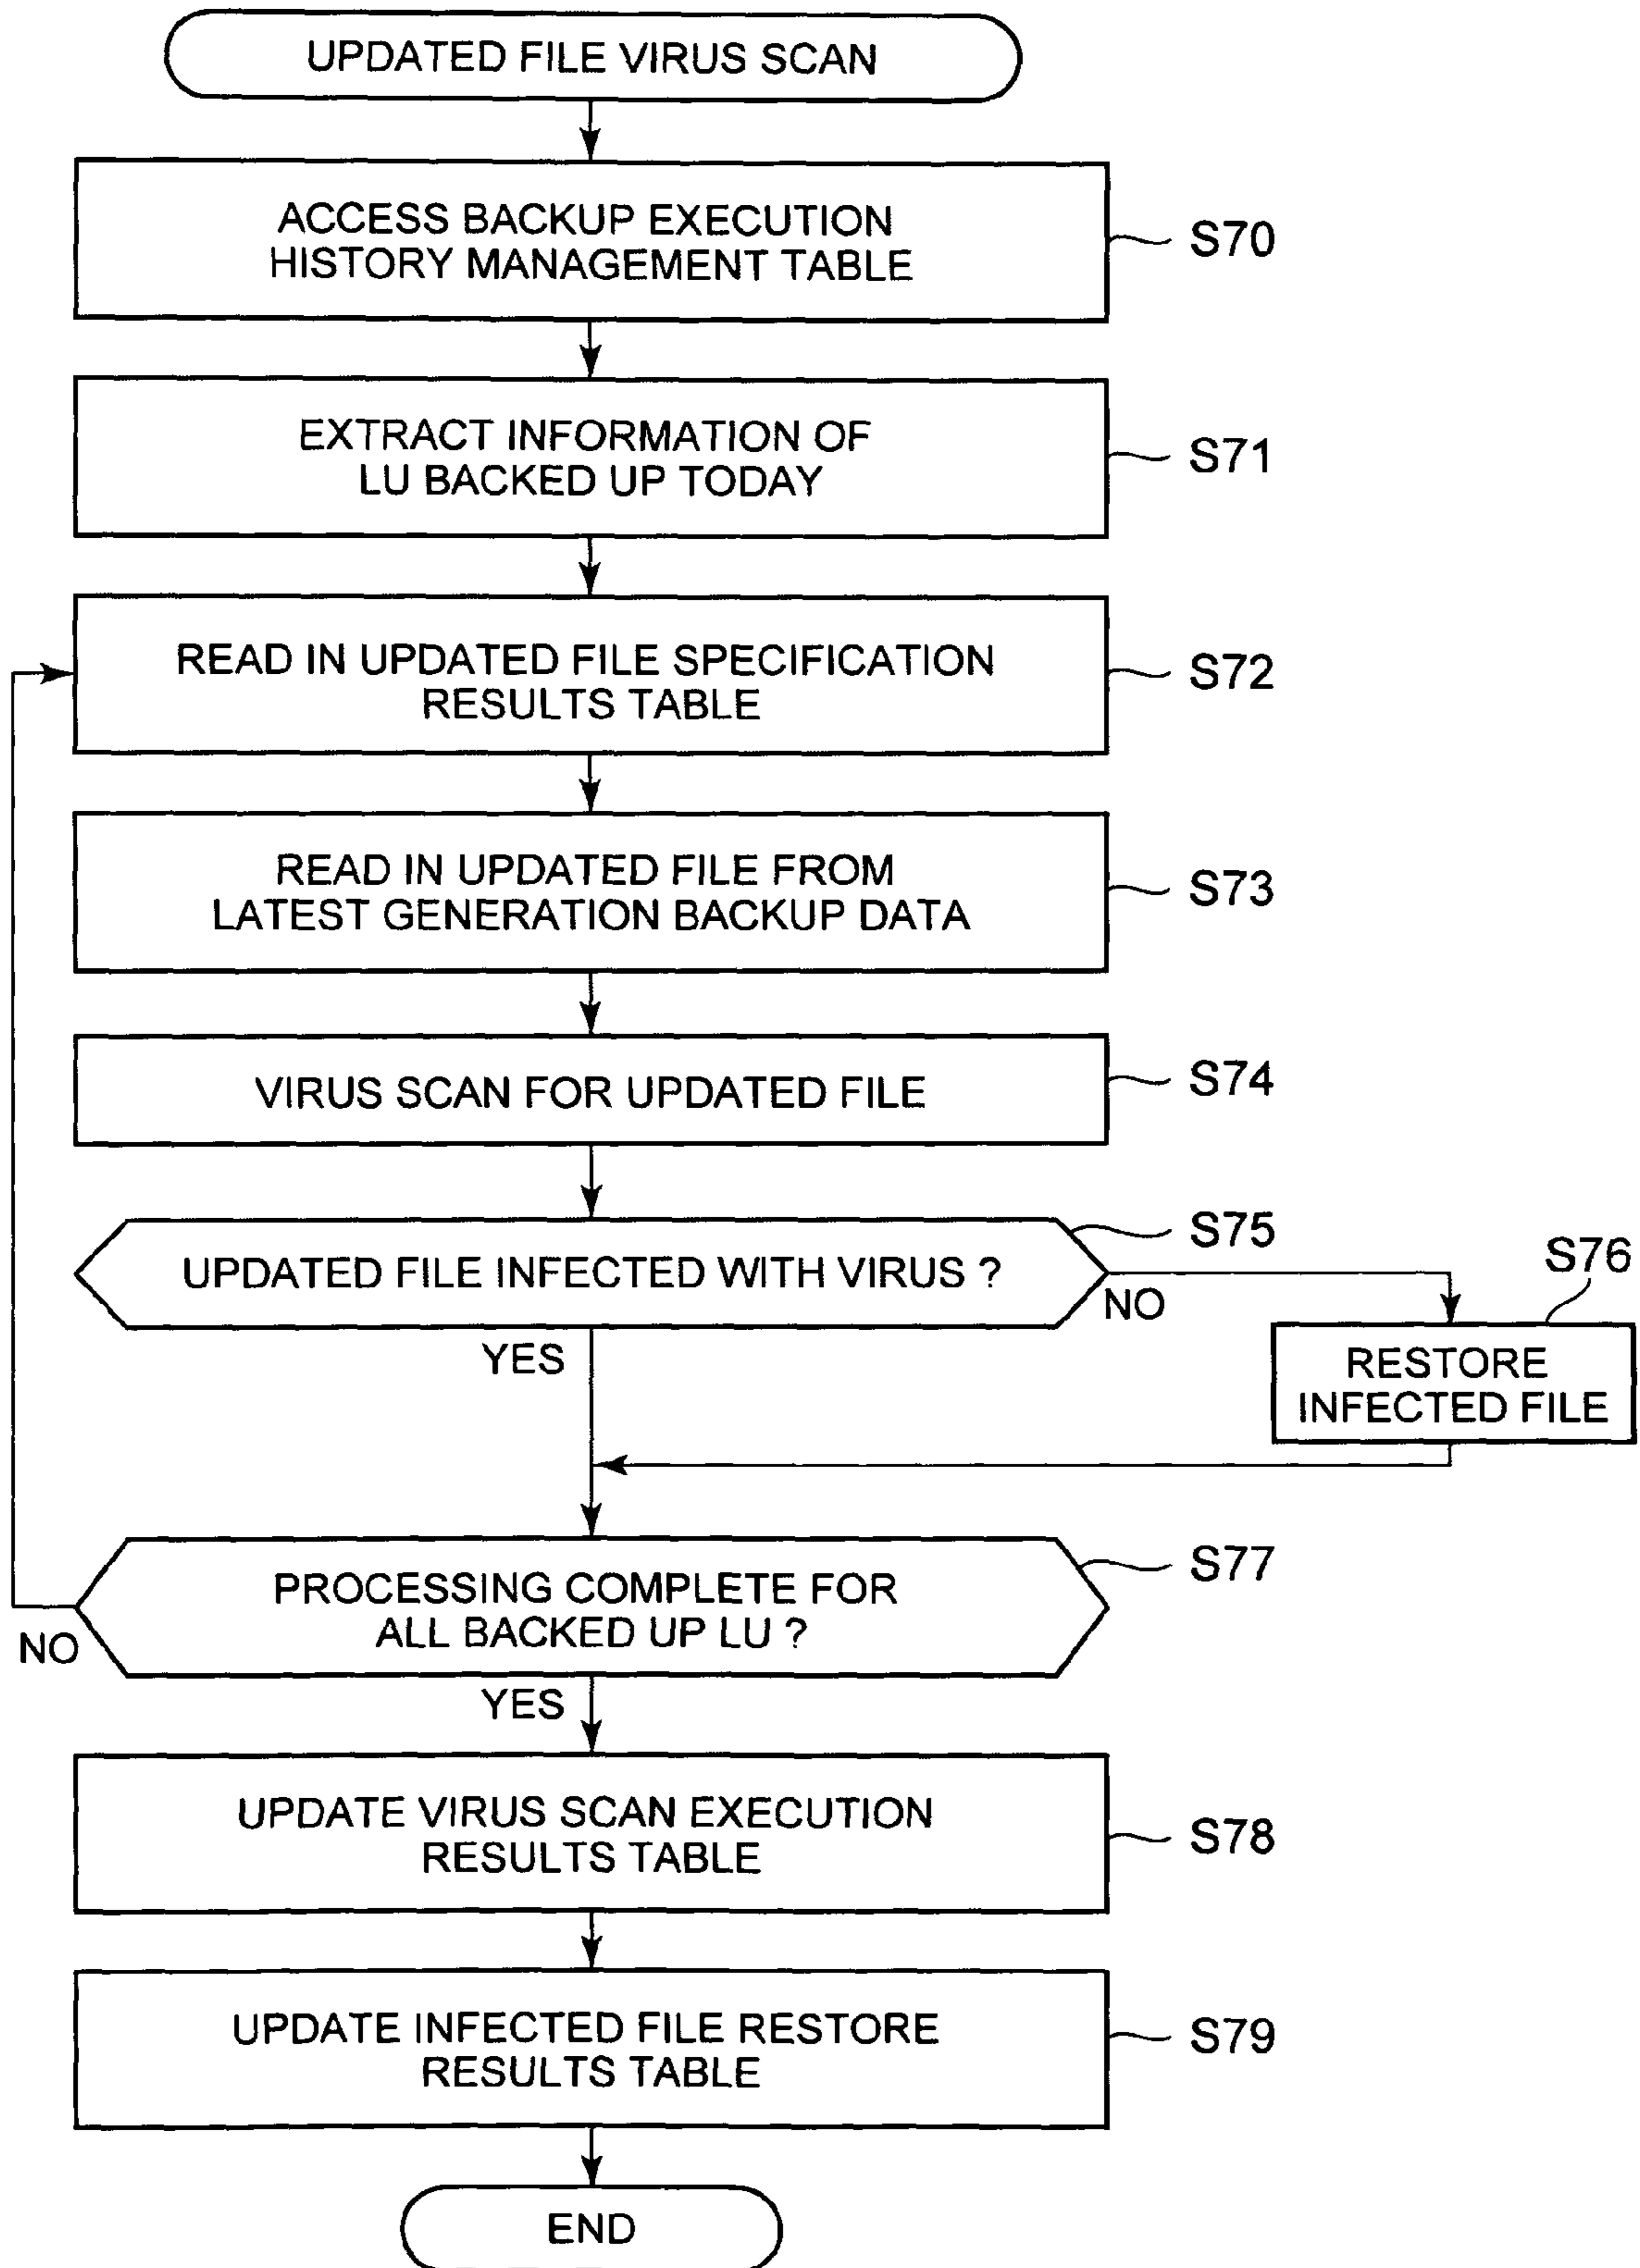 UPDATED FILE VIRUS SCAN
ACCESS BACKUP EXECUTION
HISTORY MANAGEMENT TABLE
S70
EXTRACT INFORMATION OF
LU BACKED UP TODAY
S71
READ IN UPDATED FILE SPECIFICATION
RESULTS TABLE
S72
READ IN UPDATED FILE FROM
LATEST GENERATION BACKUP DATA
S73
VIRUS SCAN FOR UPDATED FILE
S74
UPDATED FILE INFECTED WITH VIRUS ?
S75
NO
YES
S76
RESTORE
INFECTED FILE
PROCESSING COMPLETE FOR
ALL BACKED UP LU ?
S77
NO
YES
UPDATE VIRUS SCAN EXECUTION
RESULTS TABLE
S78
UPDATE INFECTED FILE RESTORE
RESULTS TABLE
S79
END